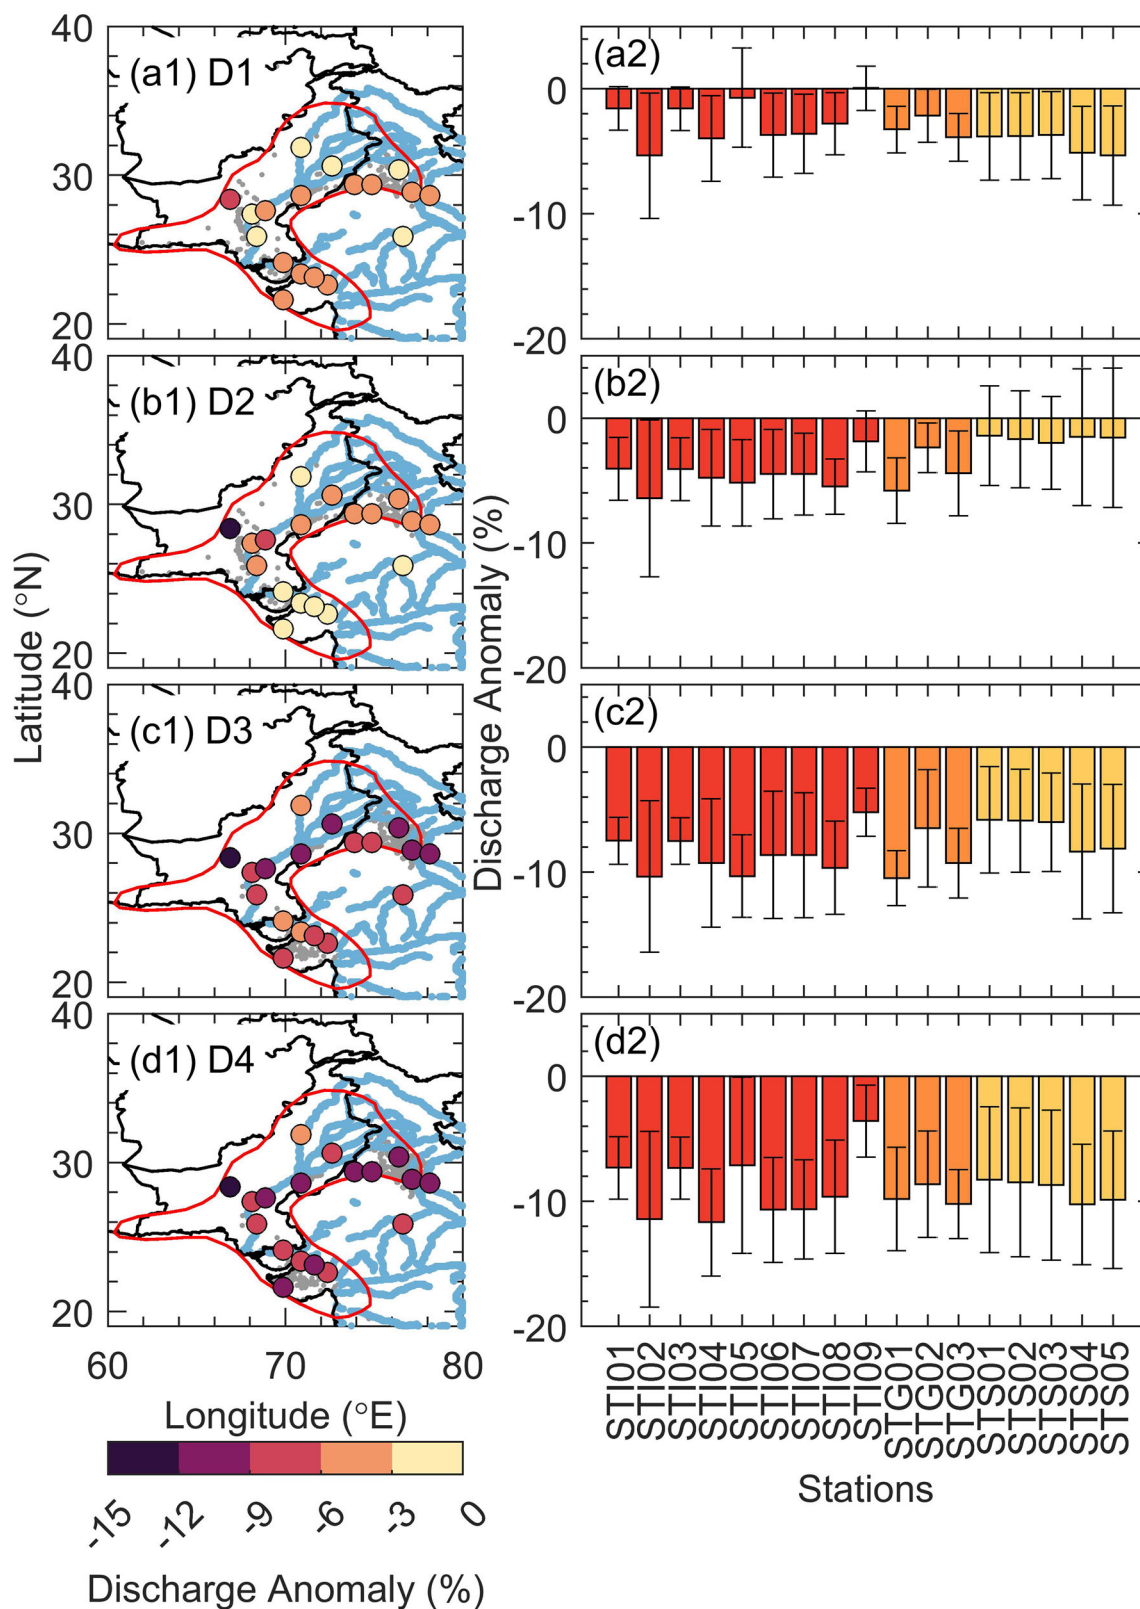 40
30
20
(a1) D1
(a2)
0
-10
-20
40
30
20
(b1) D2
(b2)
0
-10
-20
40
30
20
(c1) D3
(c2)
0
-10
-20
40
30
20
(d1) D4
(d2)
0
-10
-20
Latitude (°N)
Discharge Anomaly (%)
60 70 80
Longitude (°E)
STI01
STI02
STI03
STI04
STI05
STI06
STI07
STI08
STI09
STG01
STG02
STG03
STS01
STS02
STS03
STS04
STS05
Stations
-15 -12 -9 -6 -3 0
Discharge Anomaly (%)